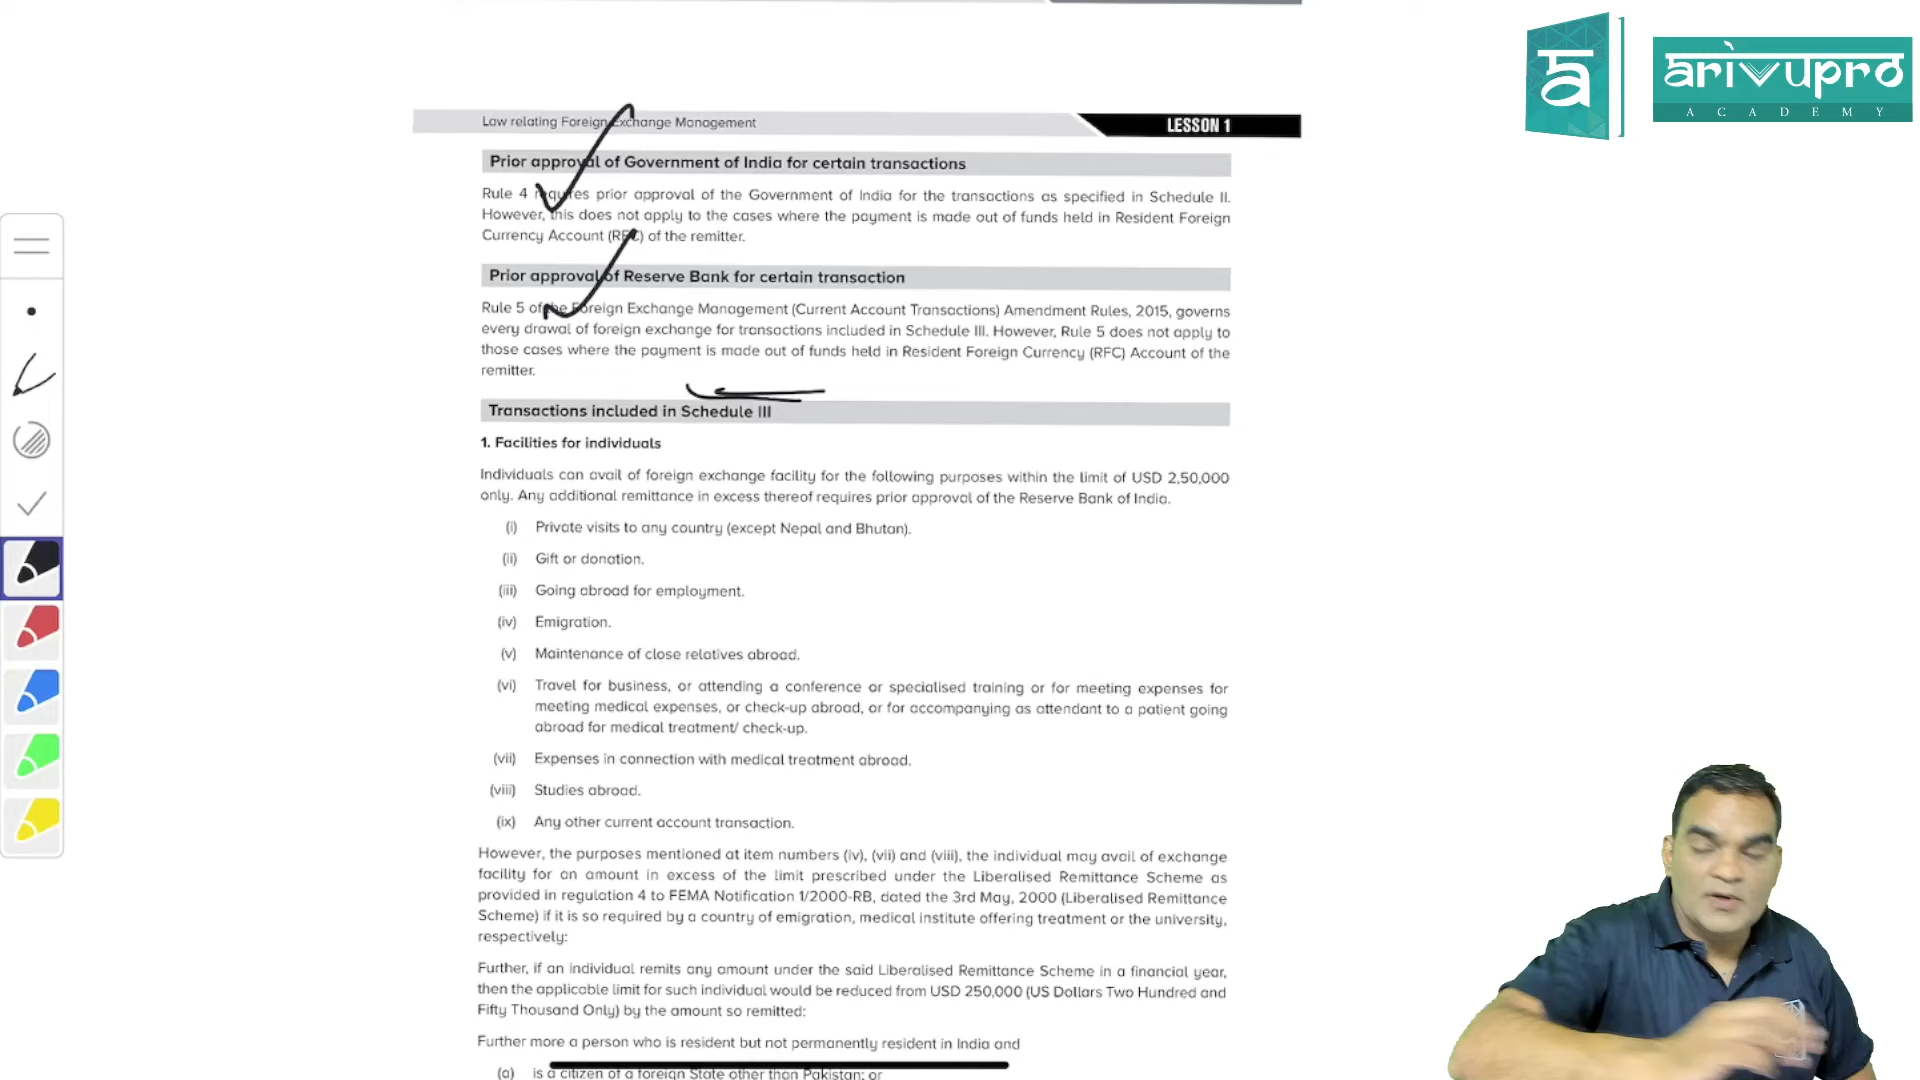 Law relating Foreign Exchange Management
LESSON 1
Prior approval of Government of India for certain transactions
Rule 4 requires prior approval of the Government of India for the transactions as specified in Schedule II.
However, this does not apply to the cases where the payment is made out of funds held in Resident Foreign
Currency Account (RFC) of the remitter.
Prior approval of Reserve Bank for certain transaction
Rule 5 of the Foreign Exchange Management (Current Account Transactions) Amendment Rules, 2015, governs
every drawal of foreign exchange for transactions included in Schedule III. However, Rule 5 does not apply to
those cases where the payment is made out of funds held in Resident Foreign Currency (RFC) Account of the
remitter.
Transactions included in Schedule III
1. Facilities for individuals
Individuals can avail of foreign exchange facility for the following purposes within the limit of USD 2,50,000
only. Any additional remittance in excess thereof requires prior approval of the Reserve Bank of India.
(i) Private visits to any country (except Nepal and Bhutan).
(ii) Gift or donation.
(iii) Going abroad for employment.
(iv) Emigration.
(v) Maintenance of close relatives abroad.
(vi) Travel for business, or attending a conference or specialised training or for meeting expenses for
meeting medical expenses, or check-up abroad, or for accompanying as attendant to a patient going
abroad for medical treatment/ check-up.
(vii) Expenses in connection with medical treatment abroad.
(viii) Studies abroad.
(ix) Any other current account transaction.
However, the purposes mentioned at item numbers (iv), (vii) and (viii), the individual may avail of exchange
facility for an amount in excess of the limit prescribed under the Liberalised Remittance Scheme as
provided in regulation 4 to FEMA Notification 1/2000-RB, dated the 3rd May, 2000 (Liberalised Remittance
Scheme) if it is so required by a country of emigration, medical institute offering treatment or the university,
respectively:
Further, if an individual remits any amount under the said Liberalised Remittance Scheme in a financial year,
then the applicable limit for such individual would be reduced from USD 250,000 (US Dollars Two Hundred and
Fifty Thousand Only) by the amount so remitted:
Further more a person who is resident but not permanently resident in India and
(a) is a citizen of a foreign State other than Pakistan; or
arivupro
ACADEMY